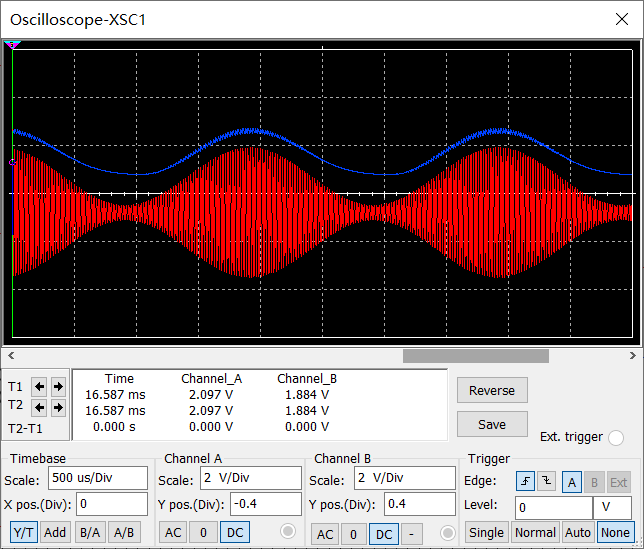 Oscilloscope-XSC1
Time Channel_A Channel_B
T1 16.587 ms 2.097 V 1.884 V
T2 16.587 ms 2.097 V 1.884 V
T2-T1 0.000 s 0.000 V 0.000 V
Reverse
Save
Ext. trigger
Timebase
Scale: 500 us/Div
X pos.(Div): 0
Y/T Add B/A A/B
Channel A
Scale: 2 V/Div
Y pos.(Div): -0.4
AC 0 DC
Channel B
Scale: 2 V/Div
Y pos.(Div): 0.4
AC 0 DC -
Trigger
Edge: A B Ext
Level: 0 V
Single Normal Auto None